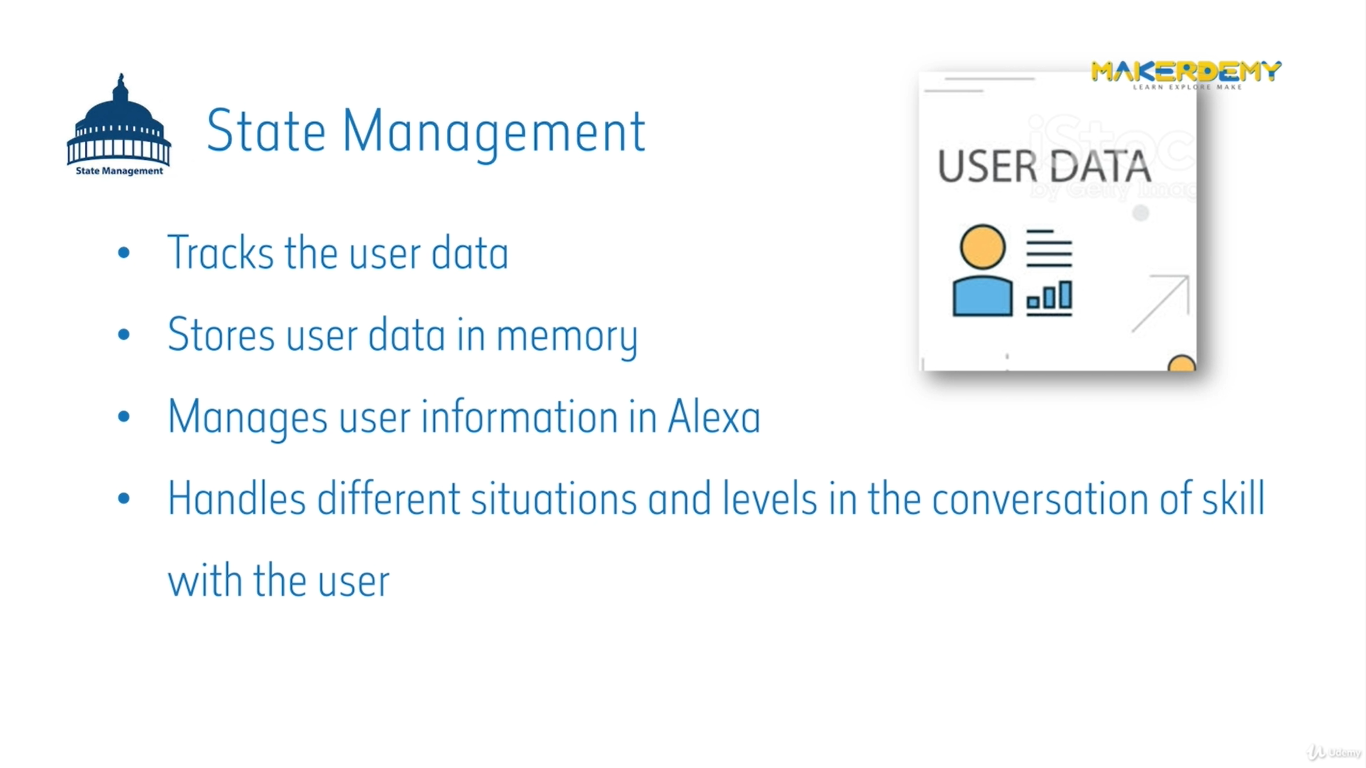 MAKERDEMY
LEARN EXPLORE MAKE
State Management
State Management
USER DATA
iStoc
by Getty Imag
• Tracks the user data
• Stores user data in memory
• Manages user information in Alexa
• Handles different situations and levels in the conversation of skill
with the user
Udemy